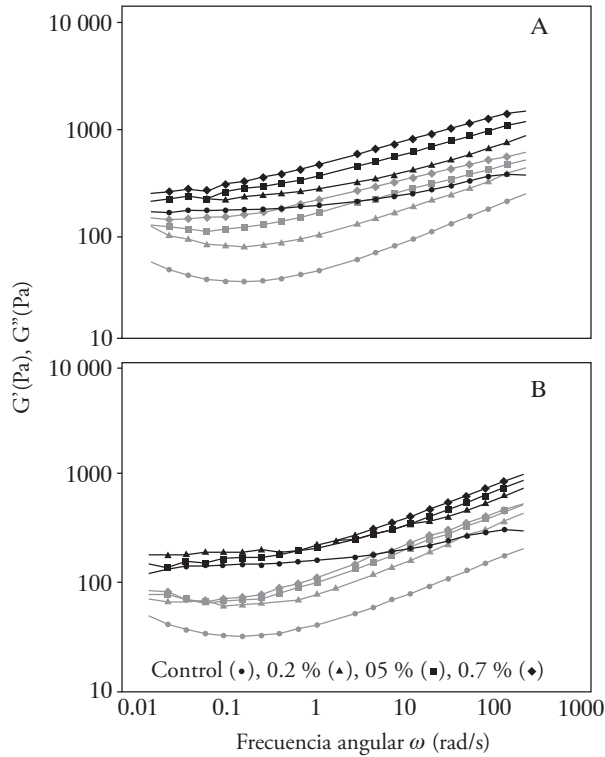 10 000
A
1000
100
10
G'(Pa), G"(Pa)
10 000
B
1000
100
Control (●), 0.2 % (▲), 05 % (■), 0.7 % (◆)
10
0.01 0.1 1 10 100 1000
Frecuencia angular ω (rad/s)